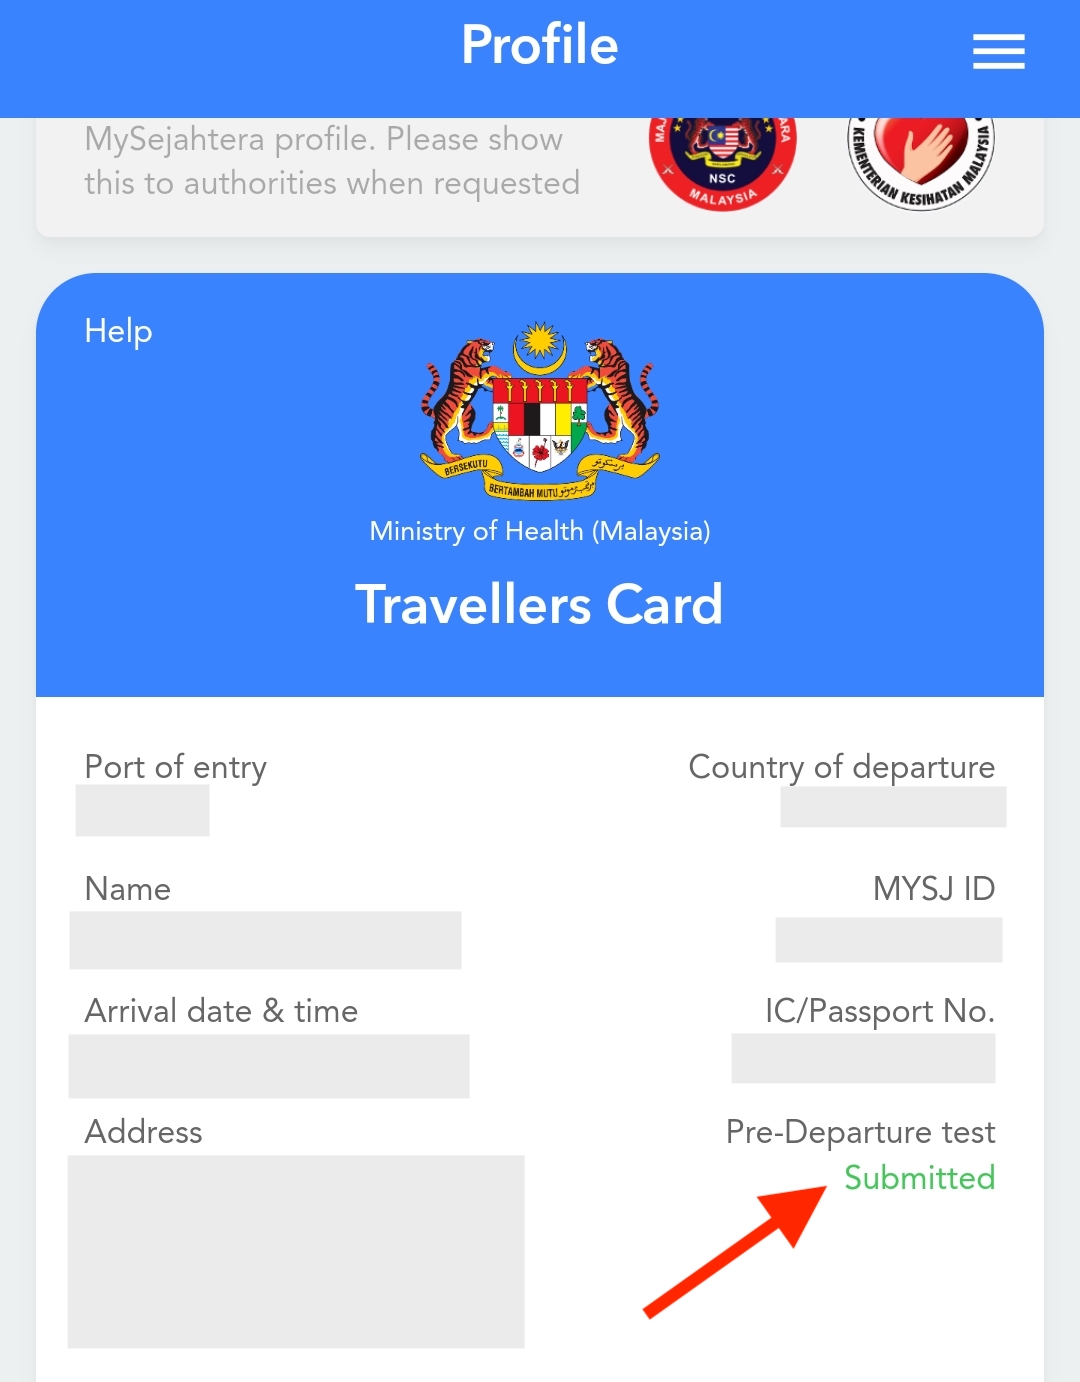 Profile
MySejahtera profile. Please show
this to authorities when requested
NSC
MALAYSIA
KEMENTERIAN KESIHATAN MALAYSIA
Help
BERSEKUTU
BERTAMBAH MUTU
Ministry of Health (Malaysia)
Travellers Card
Port of entry
Country of departure
Name
MYSJ ID
Arrival date & time
IC/Passport No.
Address
Pre-Departure test
Submitted